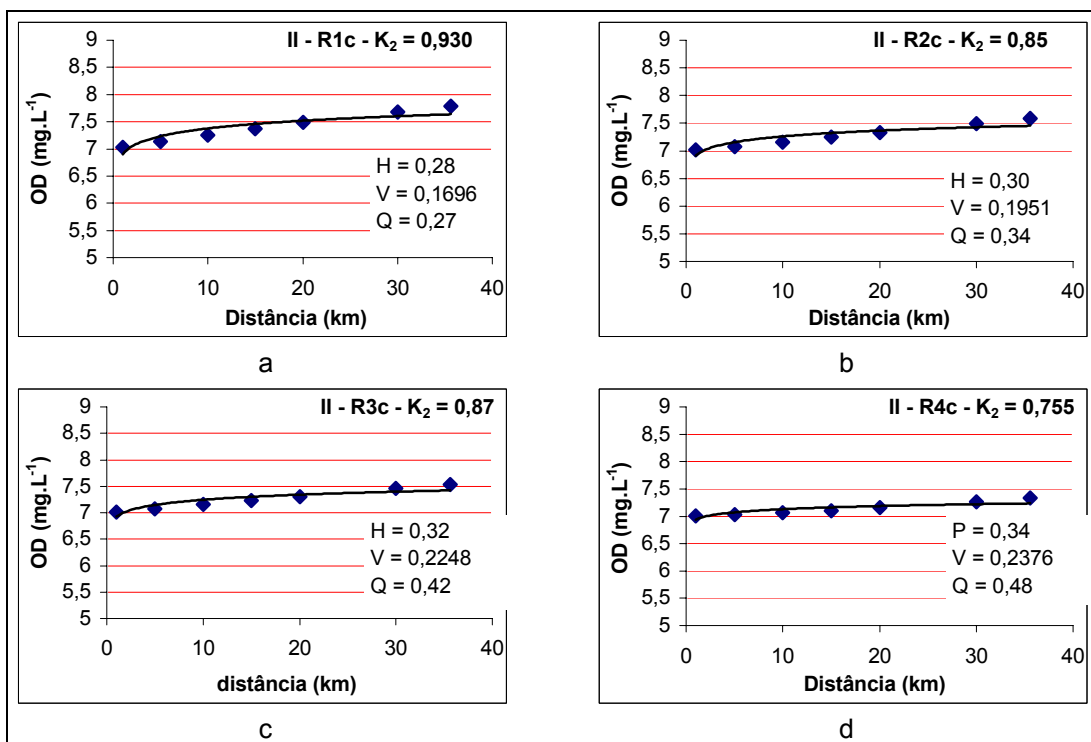 II - R1c - K2 = 0,930
9
8,5
8
7,5
7
6,5
6
5,5
5
OD (mg.L-1)
H = 0,28
V = 0,1696
Q = 0,27
0 10 20 30 40
Distância (km)
a
II - R2c - K2 = 0,85
9
8,5
8
7,5
7
6,5
6
5,5
5
OD (mg.L-1)
H = 0,30
V = 0,1951
Q = 0,34
0 10 20 30 40
Distância (km)
b
II - R3c - K2 = 0,87
9
8,5
8
7,5
7
6,5
6
5,5
5
OD (mg.L-1)
H = 0,32
V = 0,2248
Q = 0,42
0 10 20 30 40
distância (km)
c
II - R4c - K2 = 0,755
9
8,5
8
7,5
7
6,5
6
5,5
5
OD (mg.L-1)
P = 0,34
V = 0,2376
Q = 0,48
0 10 20 30 40
Distância (km)
d